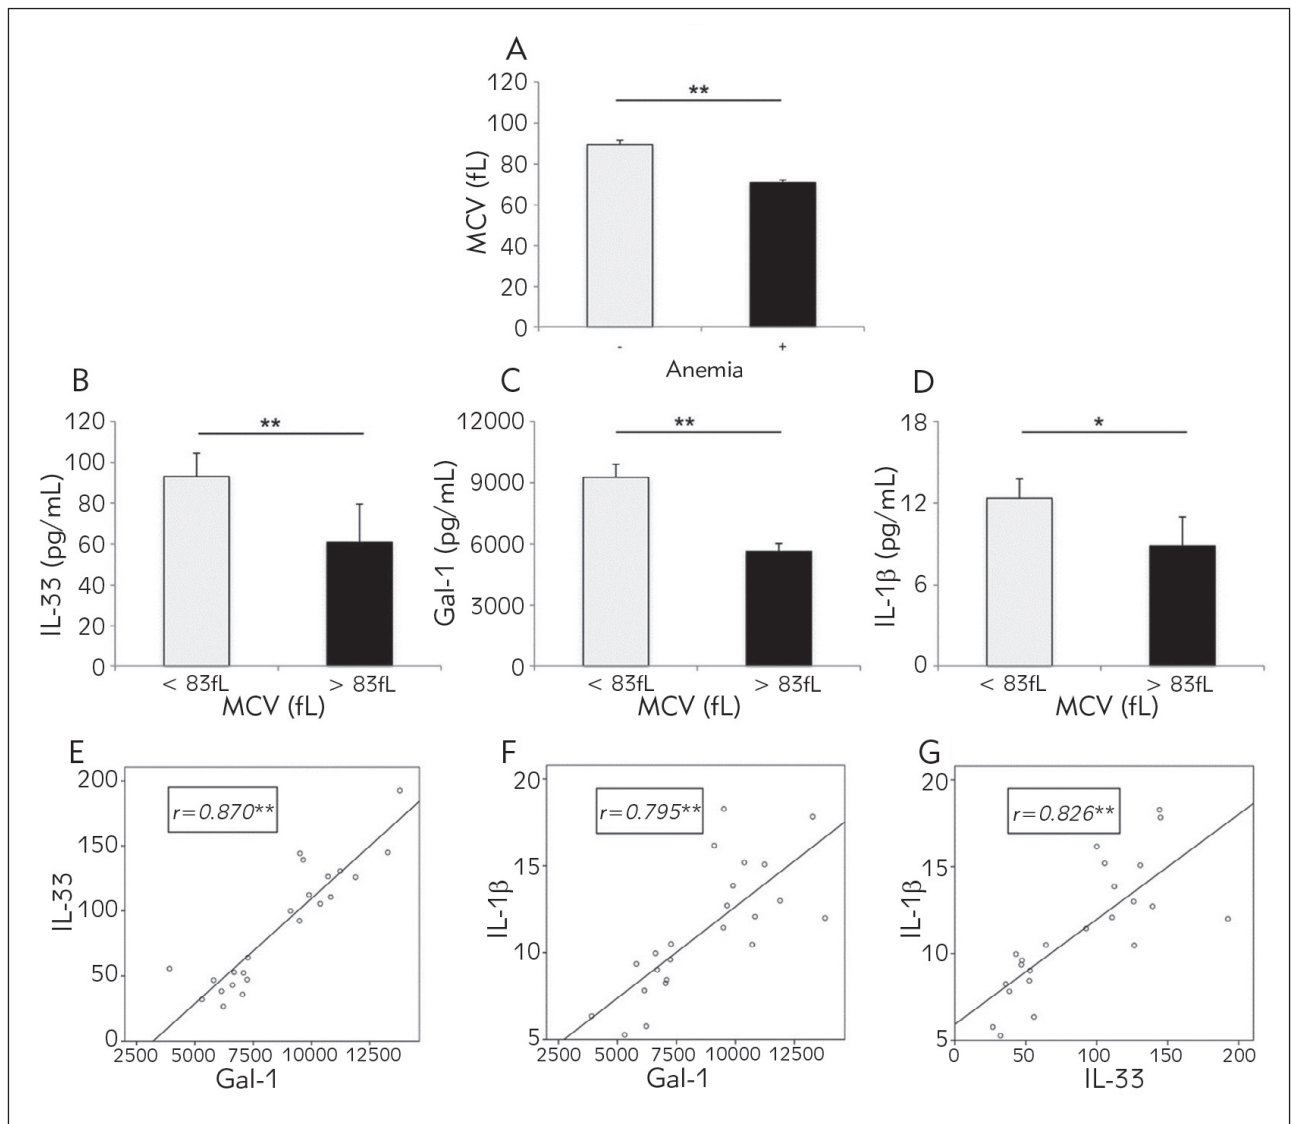 A
120
100
80
60
40
20
0
MCV (fL)
**
- +
Anemia
B
120
100
80
60
40
20
0
IL-33 (pg/mL)
**
< 83fL > 83fL
MCV (fL)
C
12000
9000
6000
3000
0
Gal-1 (pg/mL)
**
< 83fL > 83fL
MCV (fL)
D
18
12
6
0
IL-1β (pg/mL)
*
< 83fL > 83fL
MCV (fL)
E
200
150
100
50
0
IL-33
r=0.870**
2500 5000 7500 10000 12500
Gal-1
F
20
15
10
5
IL-1β
r=0.795**
2500 5000 7500 10000 12500
Gal-1
G
20
15
10
5
IL-1β
r=0.826**
0 50 100 150 200
IL-33